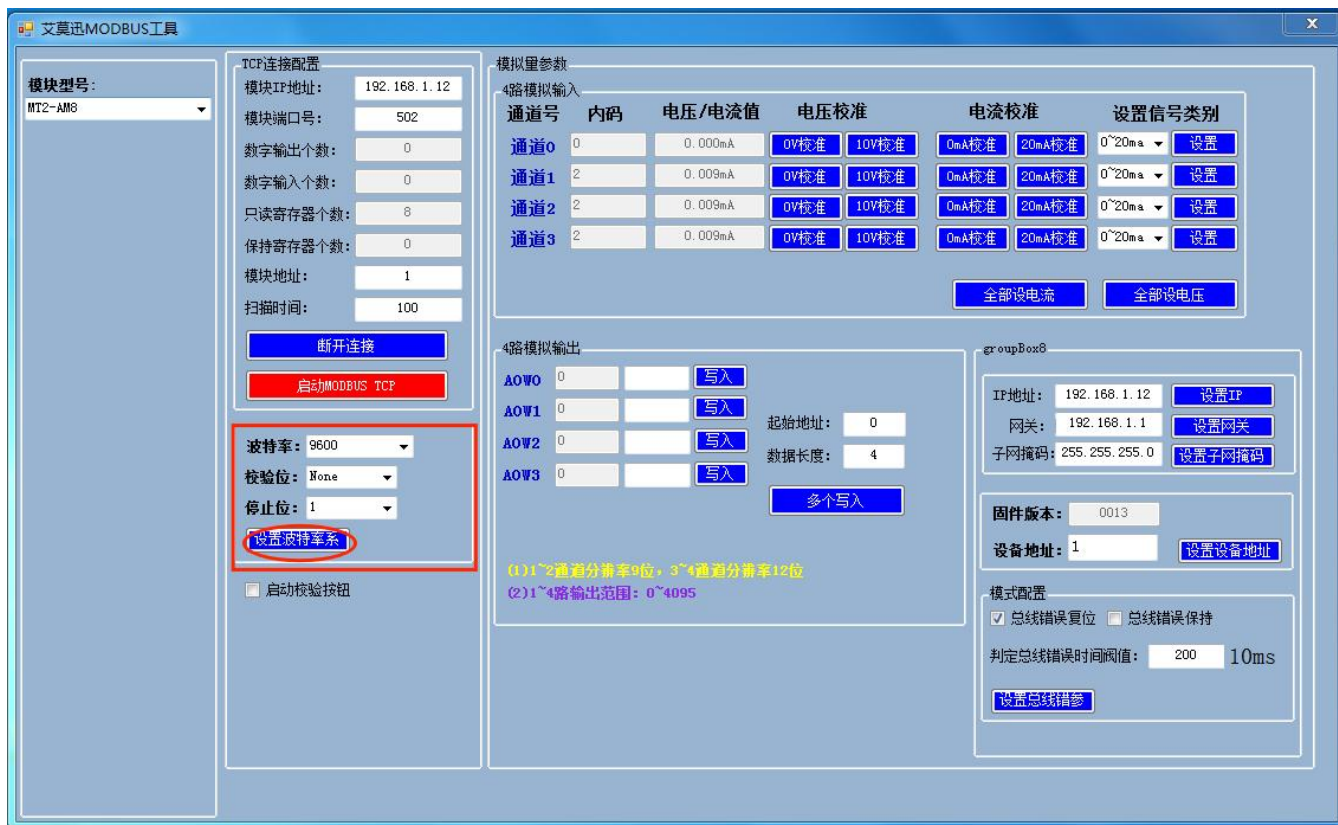 艾莫迅MODBUS工具
x
模块型号:
MT2-AM8
TCP连接配置
模块IP地址: 192.168.1.12
模块端口号: 502
数字输出个数: 0
数字输入个数: 0
只读寄存器个数: 8
保持寄存器个数: 0
模块地址: 1
扫描时间: 100
断开连接
启动MODBUS TCP
波特率: 9600
校验位: None
停止位: 1
设置波特率系
启动校验按钮
模拟里参数
4路模拟输入
通道号 内码 电压/电流值 电压校准 电流校准 设置信号类别
通道0 0 0.000mA 0V校准 10V校准 0mA校准 20mA校准 0~20ma 设置
通道1 2 0.009mA 0V校准 10V校准 0mA校准 20mA校准 0~20ma 设置
通道2 2 0.009mA 0V校准 10V校准 0mA校准 20mA校准 0~20ma 设置
通道3 2 0.009mA 0V校准 10V校准 0mA校准 20mA校准 0~20ma 设置
全部设电流 全部设电压
4路模拟输出
AOW0 0 写入
AOW1 0 写入
AOW2 0 写入
AOW3 0 写入
起始地址: 0
数据长度: 4
多个写入
(1)1~2通道分辨率9位，3~4通道分辨率12位
(2)1~4路输出范围: 0~4095
groupBox8
IP地址: 192.168.1.12 设置IP
网关: 192.168.1.1 设置网关
子网掩码: 255.255.255.0 设置子网掩码
固件版本: 0013
设备地址: 1 设置设备地址
模式配置
总线错误复位 总线错误保持
判定总线错误时间阀值: 200 10ms
设置总线错参